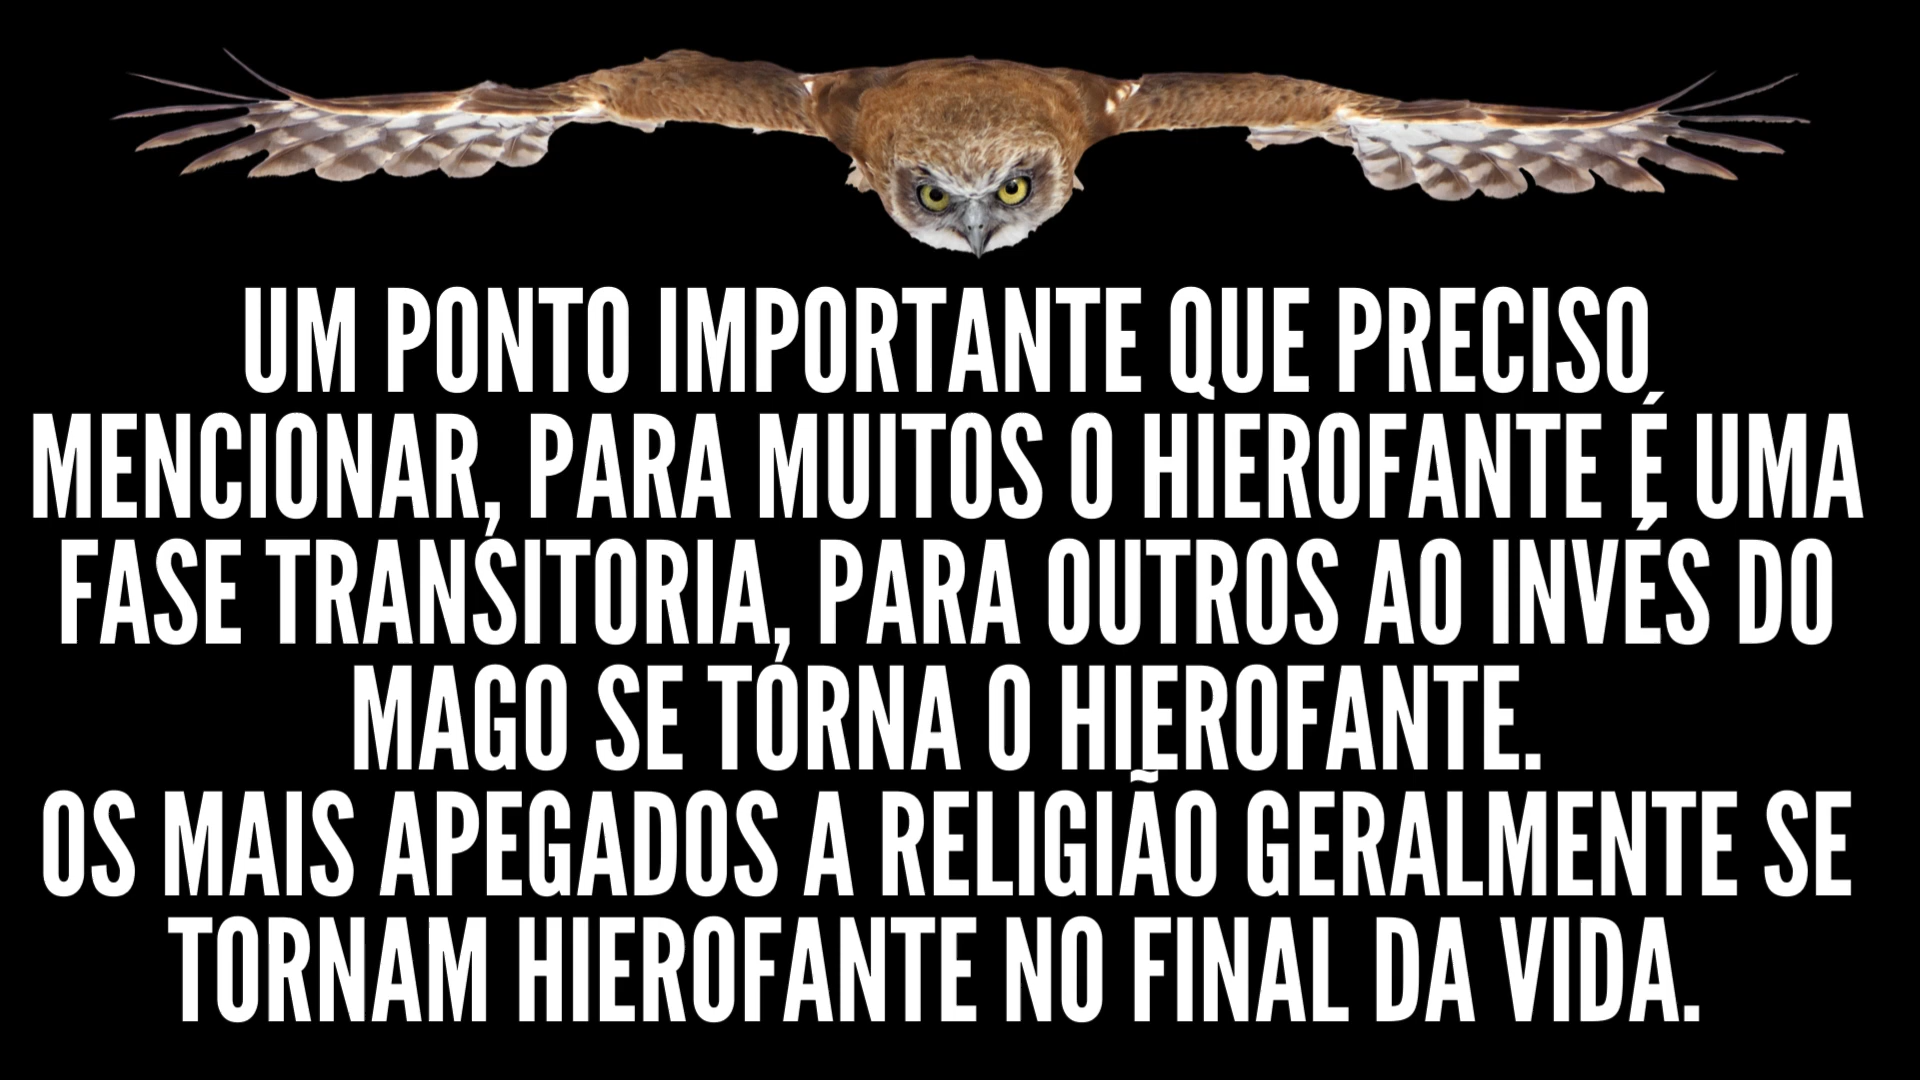 UM PONTO IMPORTANTE QUE PRECISO
MENCIONAR, PARA MUITOS O HIEROFANTE É UMA
FASE TRANSITORIA, PARA OUTROS AO INVÉS DO
MAGO SE TORNA O HIEROFANTE.
OS MAIS APEGADOS A RELIGIÃO GERALMENTE SE
TORNAM HIEROFANTE NO FINAL DA VIDA.